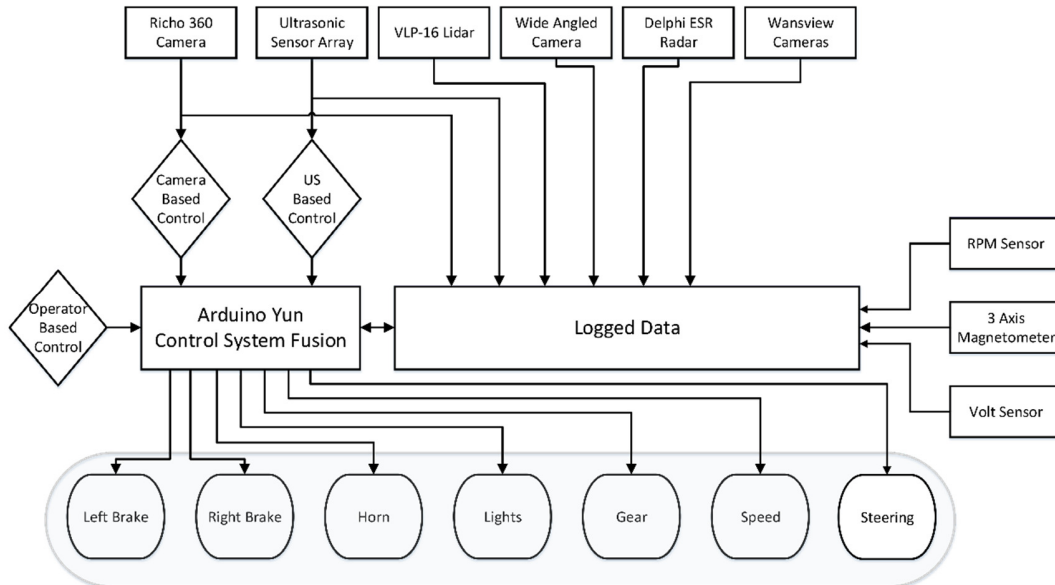 Richo 360
Camera
Ultrasonic
Sensor Array
VLP-16 Lidar
Wide Angled
Camera
Delphi ESR
Radar
Wansview
Cameras
Camera
Based
Control
US
Based
Control
RPM Sensor
Operator
Based
Control
Arduino Yun
Control System Fusion
Logged Data
3 Axis
Magnetometer
Volt Sensor
Left Brake
Right Brake
Horn
Lights
Gear
Speed
Steering